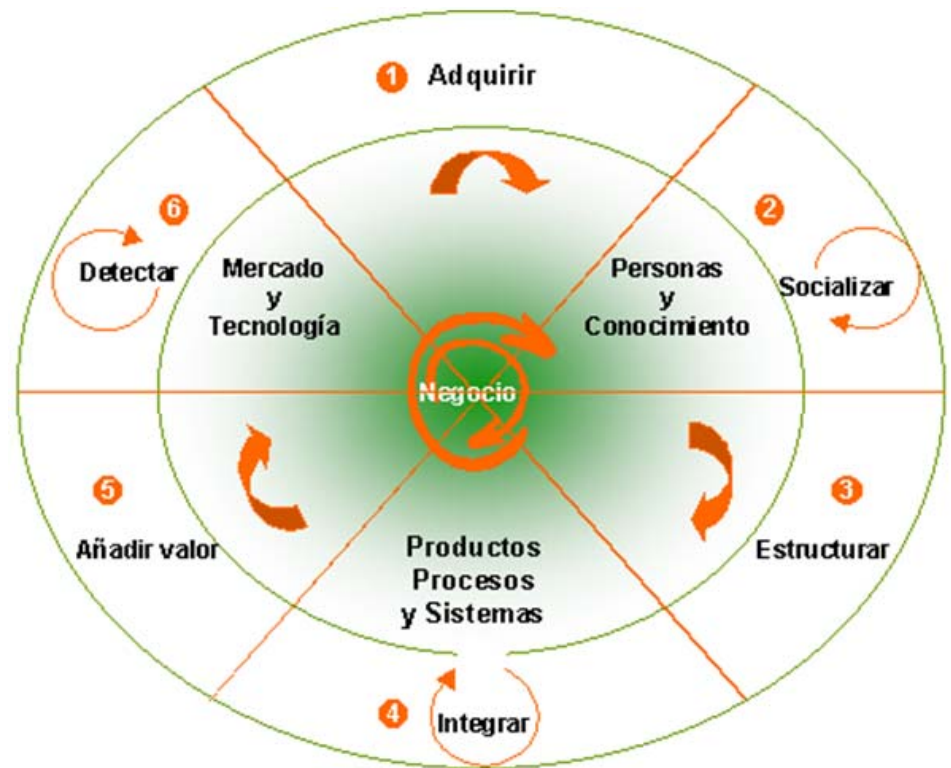 1 Adquirir
2
Socializar
3
Estructurar
4
Integrar
5
Añadir valor
6
Detectar
Mercado
y
Tecnología
Personas
y
Conocimiento
Negocio
Productos
Procesos
y Sistemas